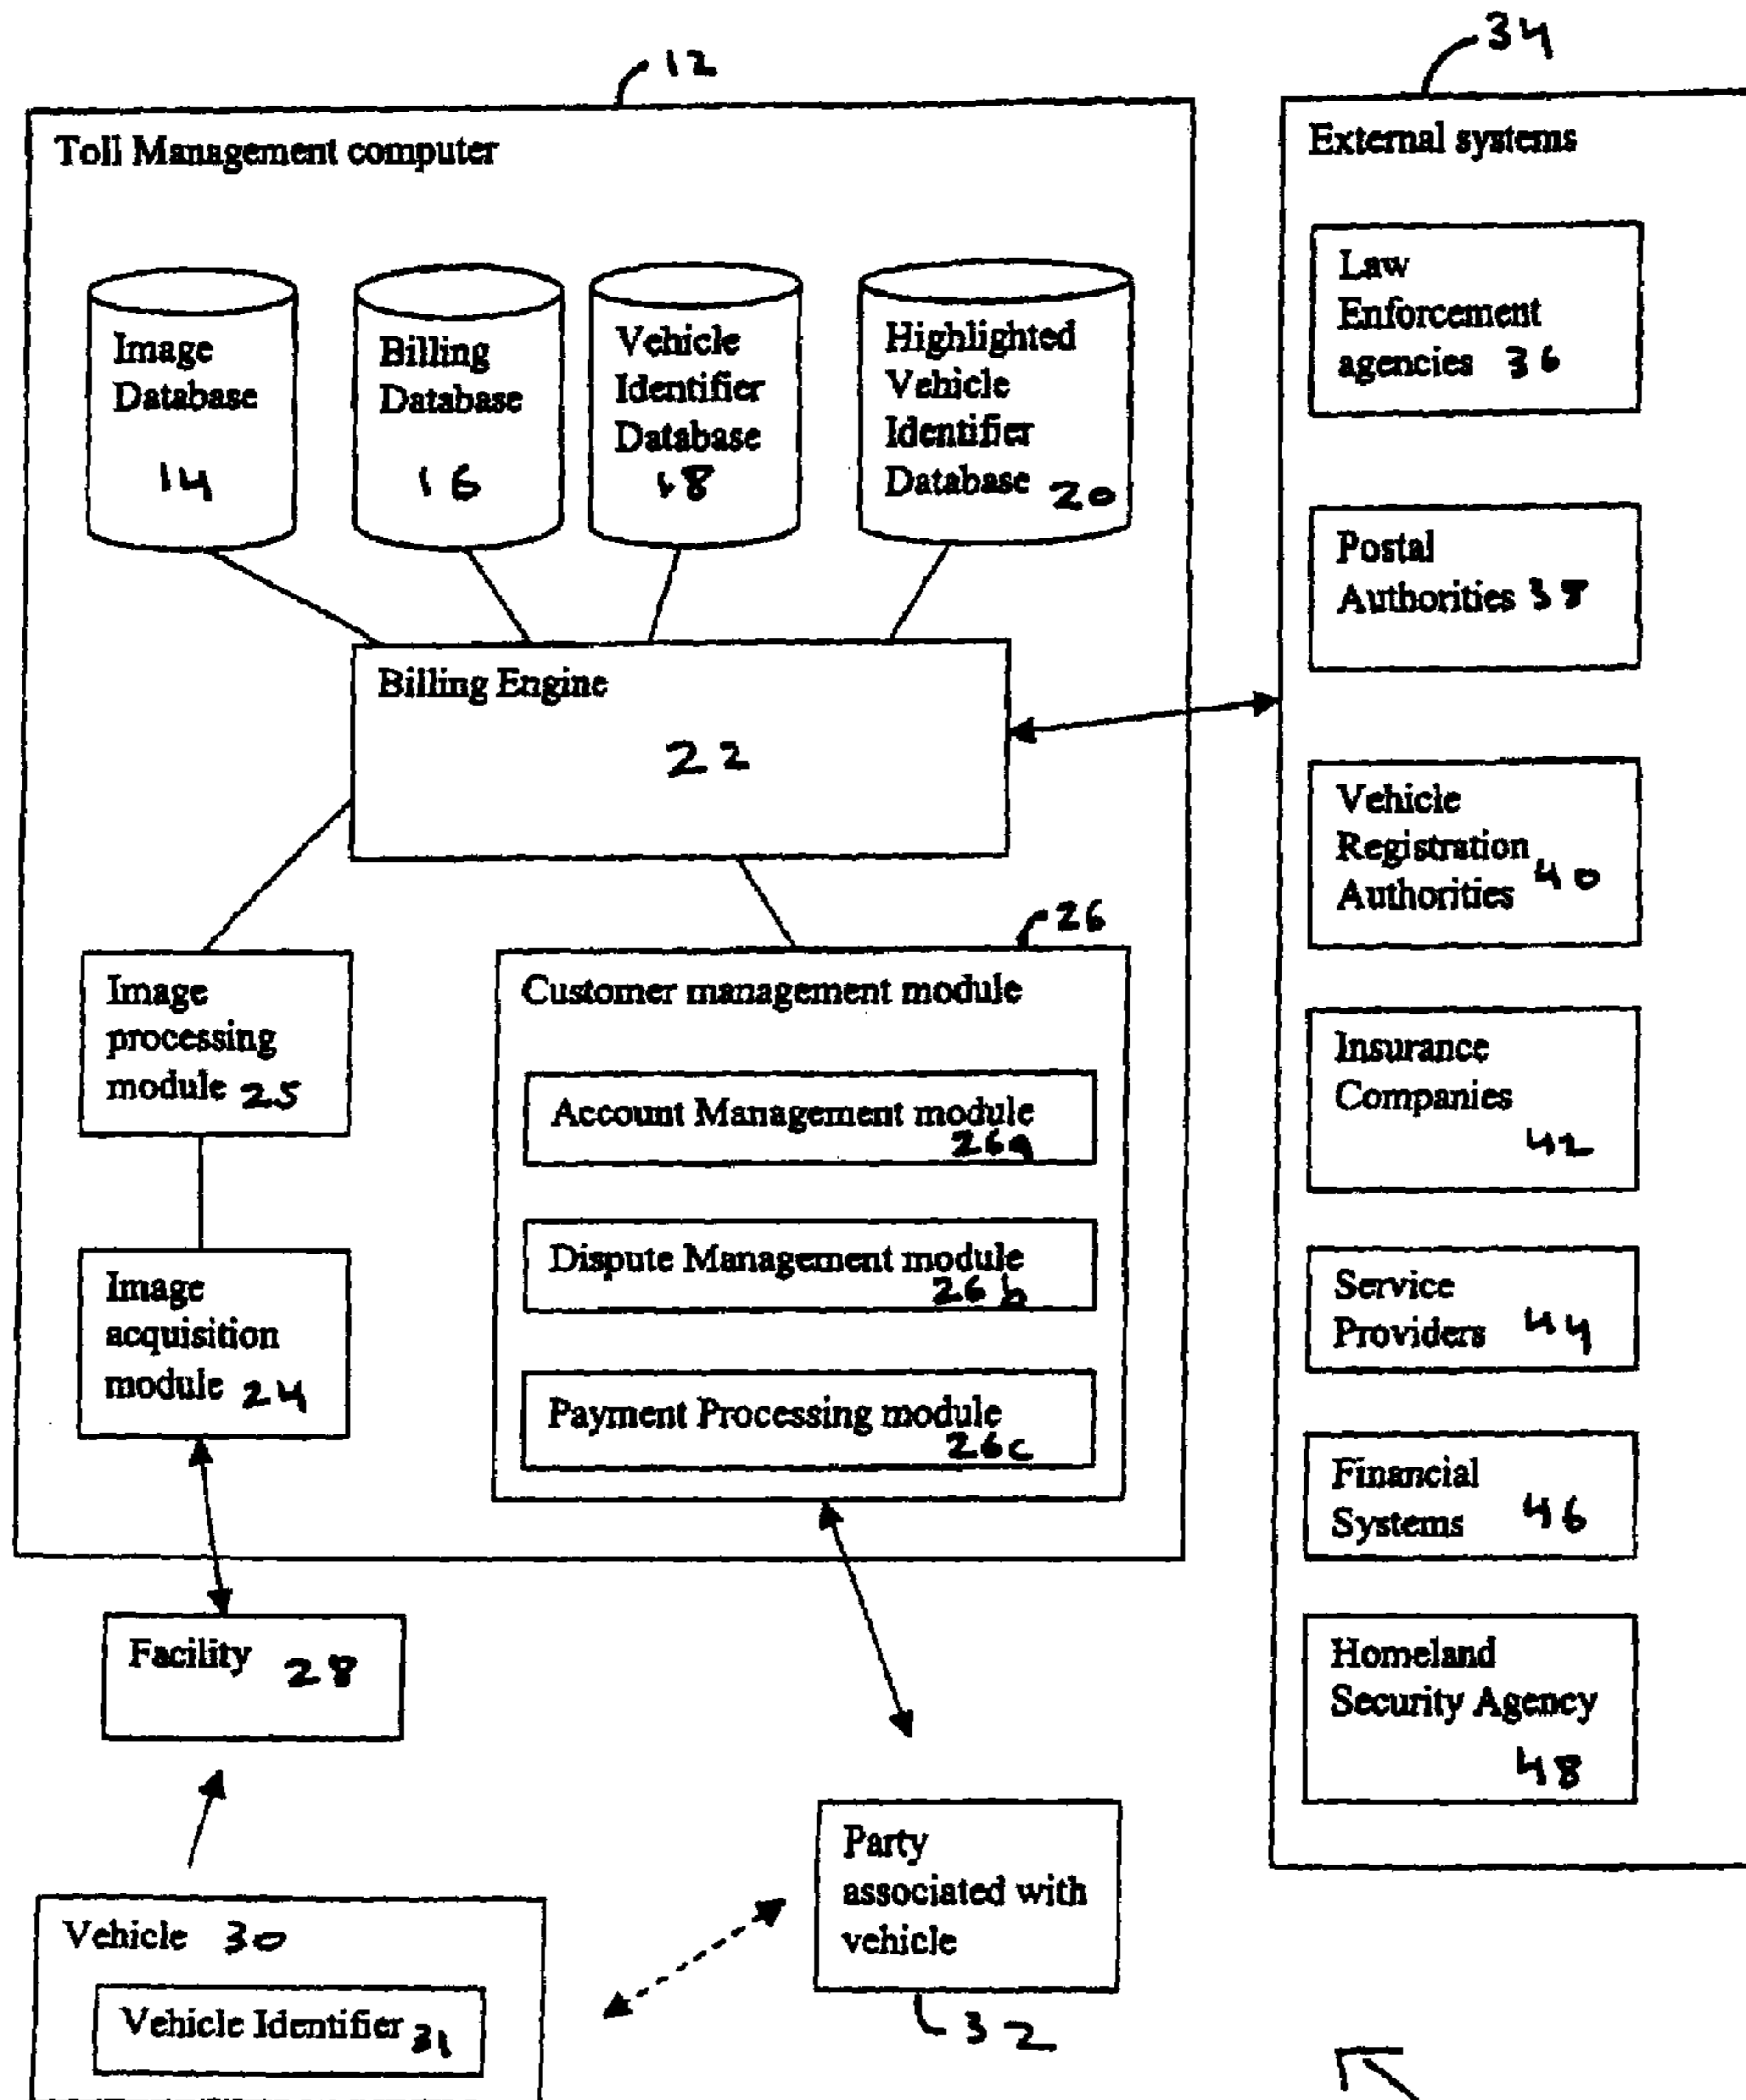 12
34
Toll Management computer
External systems
Image
Database
14
Billing
Database
16
Vehicle
Identifier
Database
18
Highlighted
Vehicle
Identifier
Database 20
Law
Enforcement
agencies 36
Postal
Authorities 38
Billing Engine
22
Vehicle
Registration
Authorities 40
26
Image
processing
module 25
Customer management module
Account Management module
26a
Dispute Management module
26b
Payment Processing module
26c
Insurance
Companies
42
Image
acquisition
module 24
Service
Providers 44
Financial
Systems 46
Facility 28
Homeland
Security Agency
48
Party
associated with
vehicle
32
Vehicle 30
Vehicle Identifier 31